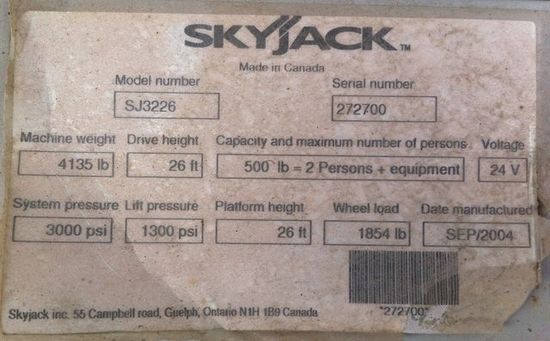 SKYJACK™
Made in Canada
Model number Serial number
SJ3226 272700
Machine weight Drive height Capacity and maximum number of persons Voltage
4135 lb 26 ft 500 lb = 2 Persons + equipment 24 V
System pressure Lift pressure Platform height Wheel load Date manufactured
3000 psi 1300 psi 26 ft 1854 lb SEP/2004
*272700*
Skyjack inc. 55 Campbell road, Guelph, Ontario N1H 1B9 Canada